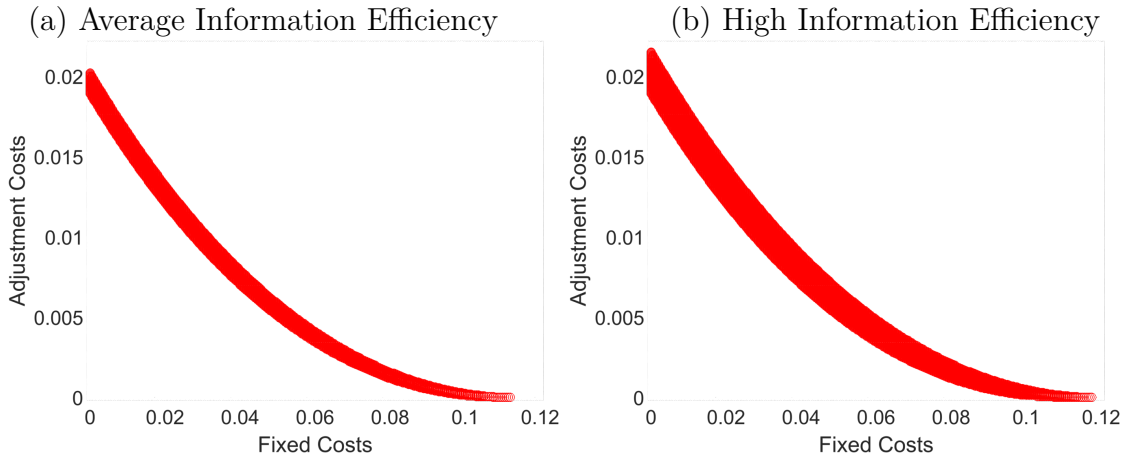 (a) Average Information Efficiency
0.02
0.015
0.01
0.005
0
Adjustment Costs
0 0.02 0.04 0.06 0.08 0.1 0.12
Fixed Costs
(b) High Information Efficiency
0.02
0.015
0.01
0.005
0
Adjustment Costs
0 0.02 0.04 0.06 0.08 0.1 0.12
Fixed Costs